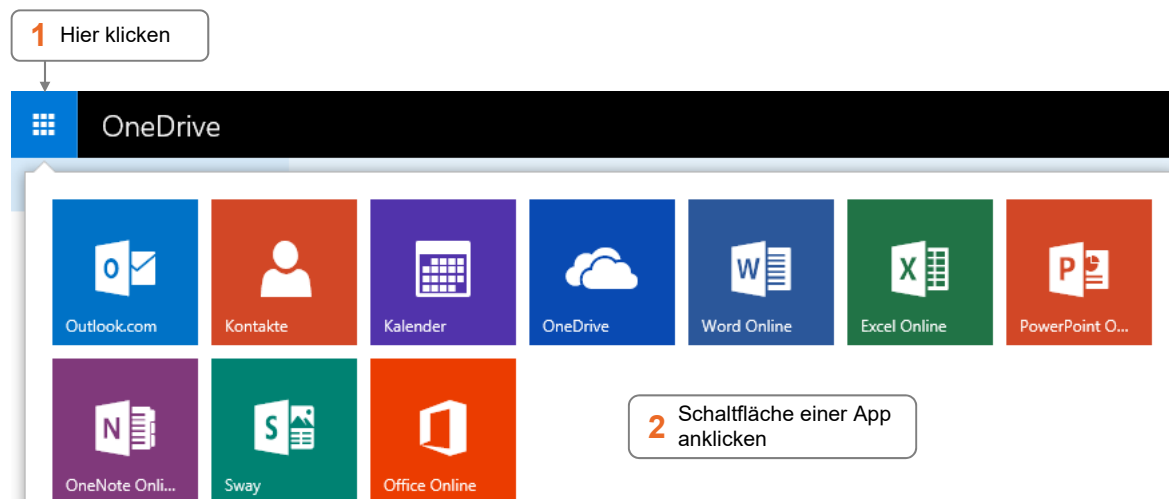 1 Hier klicken
OneDrive
Outlook.com
Kontakte
Kalender
OneDrive
Word Online
Excel Online
PowerPoint O...
OneNote Onli...
Sway
Office Online
2 Schaltfläche einer App
anklicken